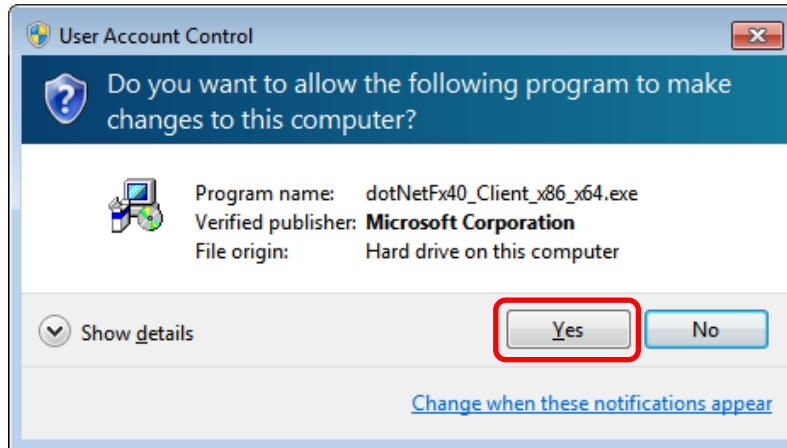 User Account Control
Do you want to allow the following program to make
changes to this computer?
Program name: dotNetFx40_Client_x86_x64.exe
Verified publisher: Microsoft Corporation
File origin: Hard drive on this computer
Show details
Yes
No
Change when these notifications appear